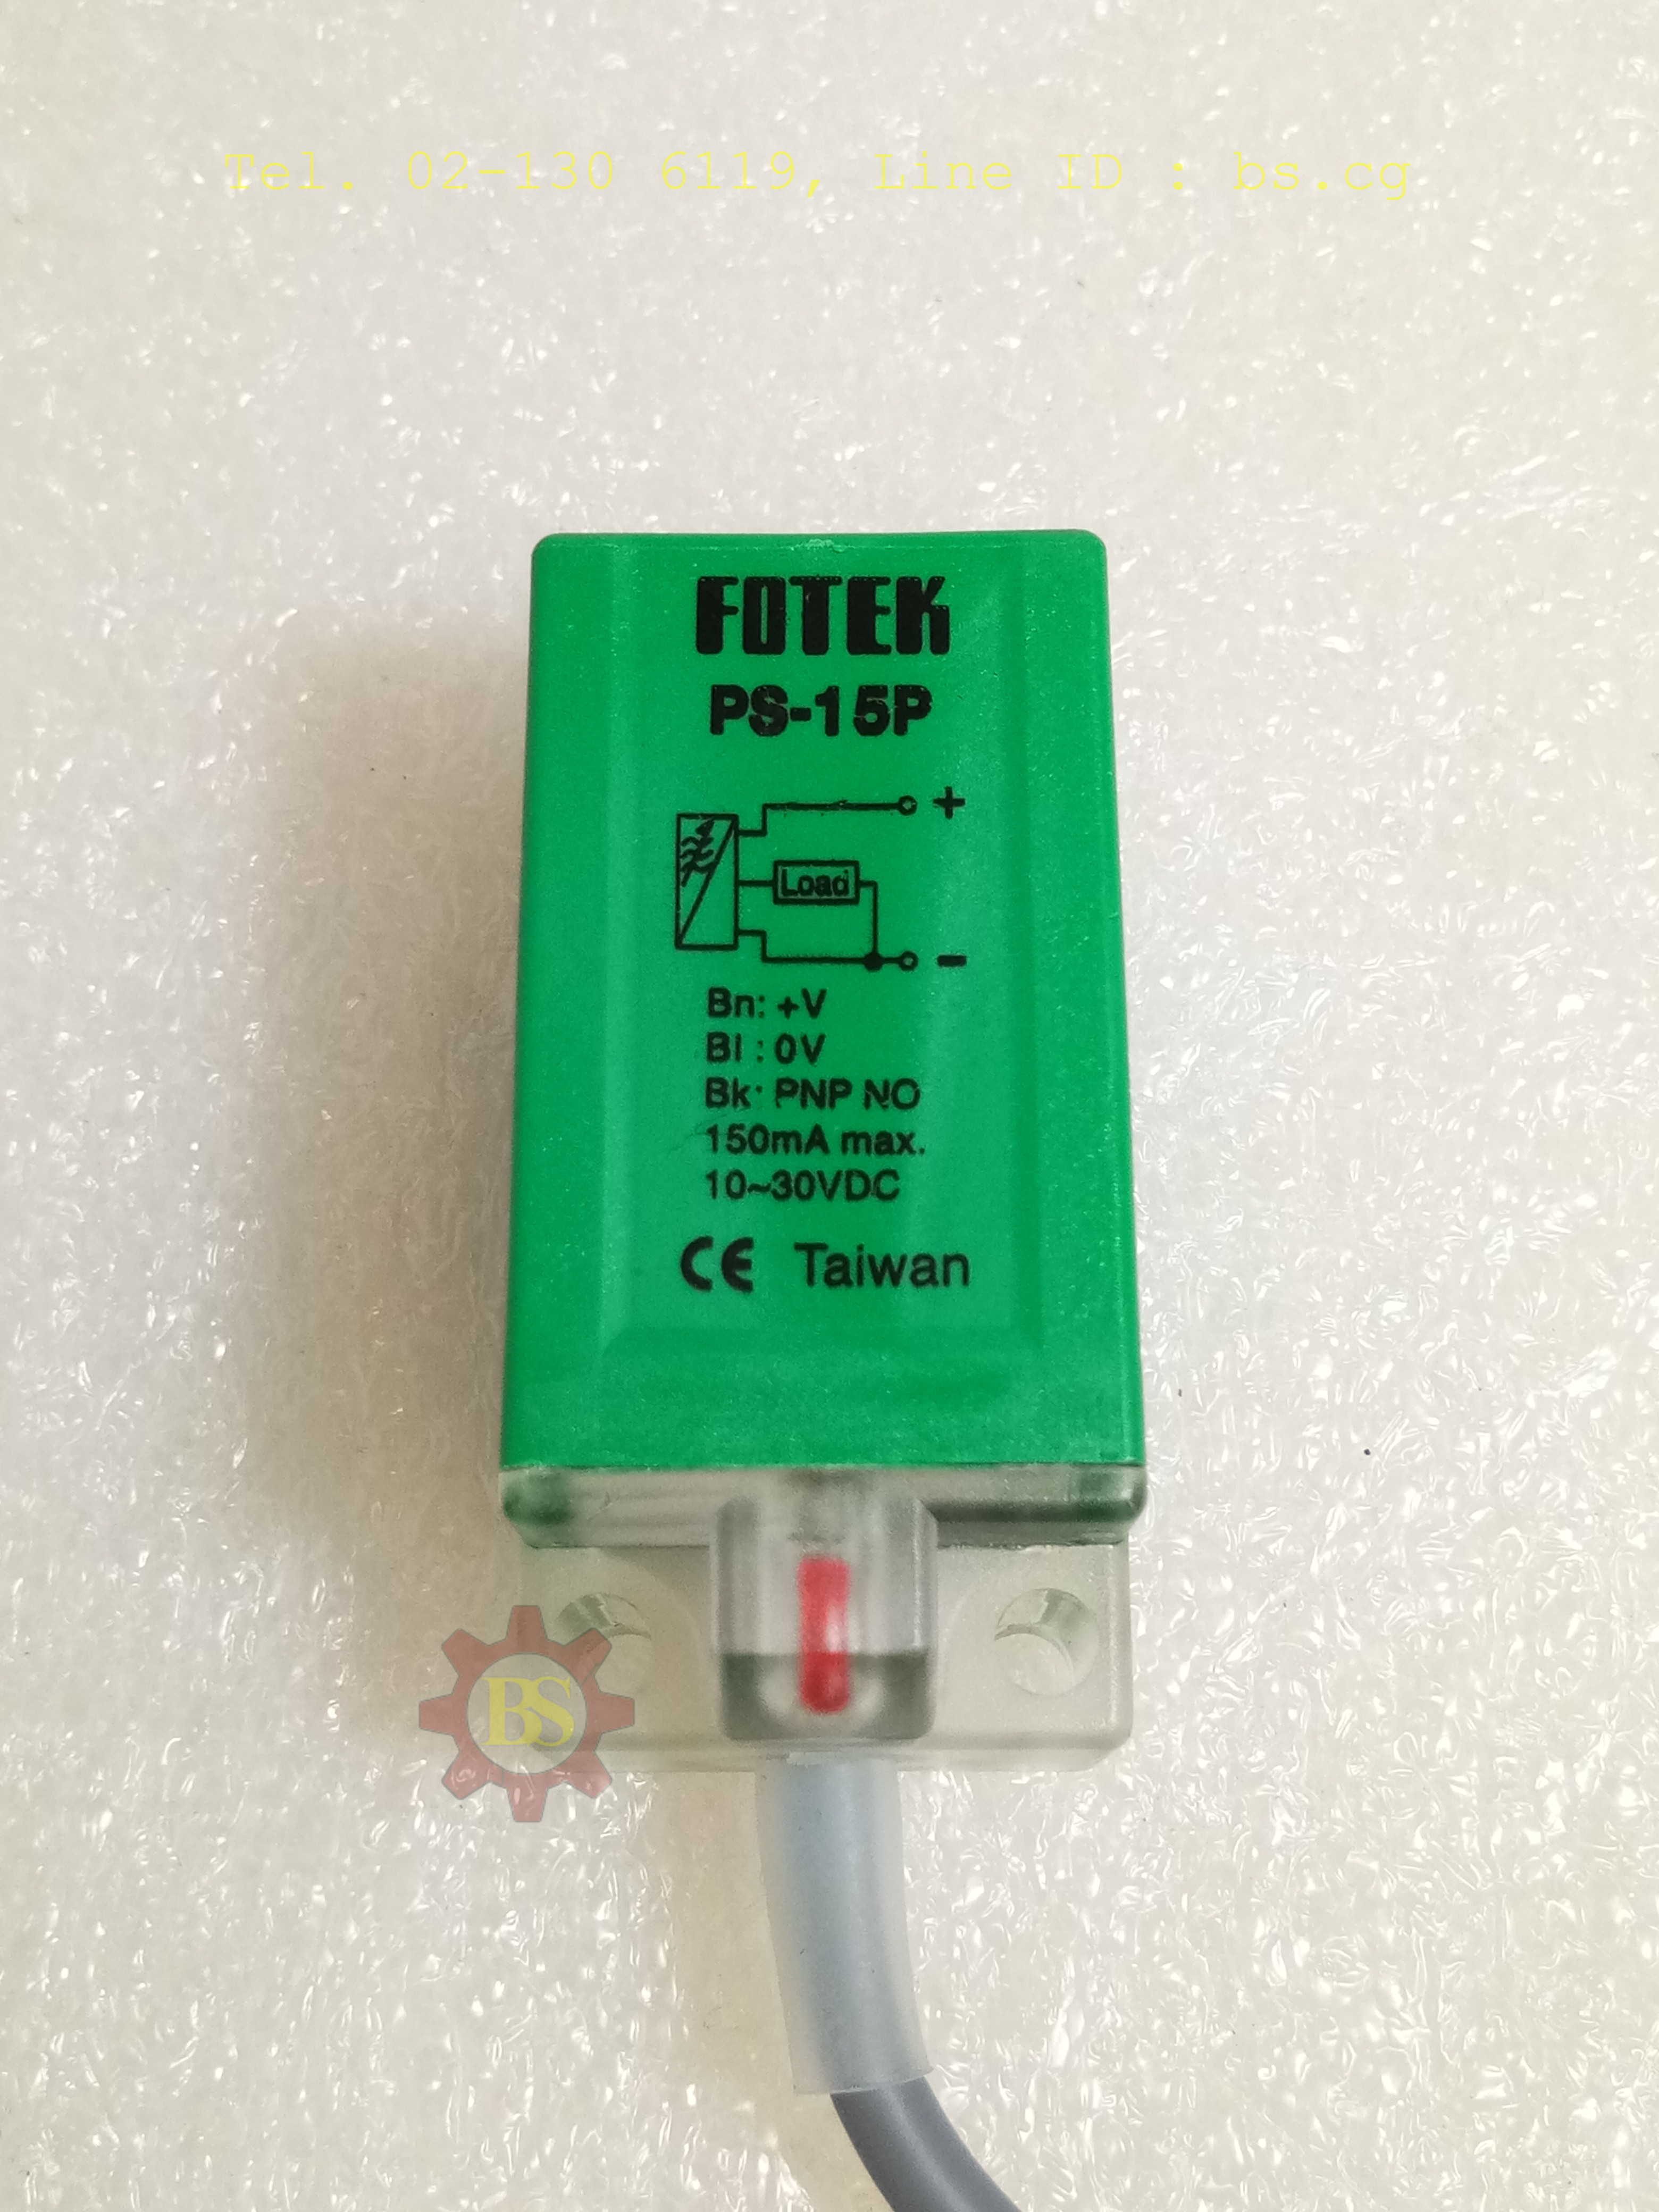 Tel. 02-130 6119, Line ID : bs.cg
FOTEK
PS-15P
+
Load
-
Bn: +V
Bl : 0V
Bk: PNP NO
150mA max.
10~30VDC
CE Taiwan
BS